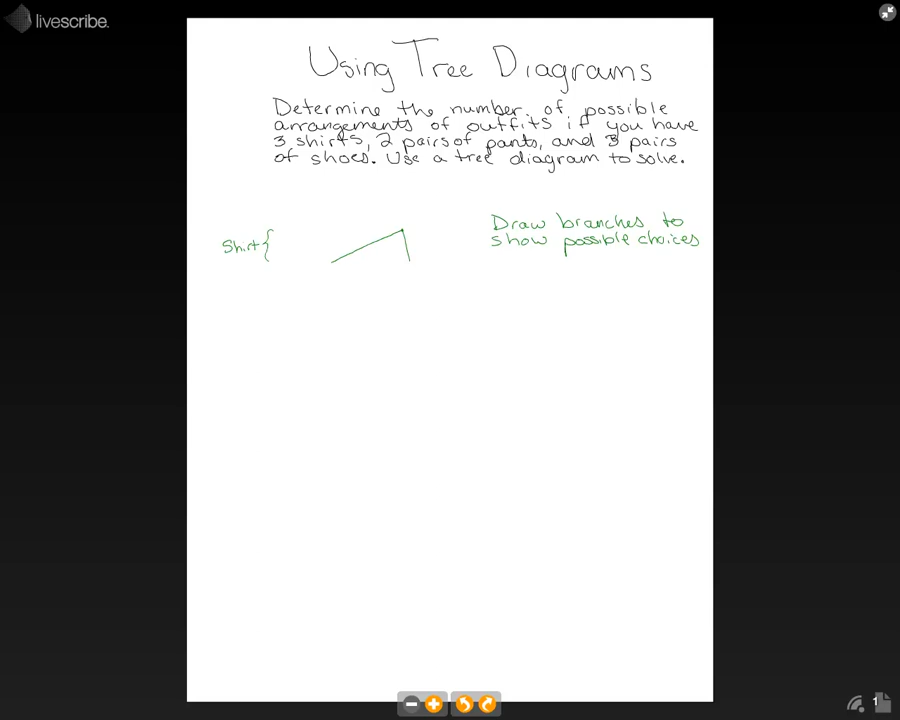 livescribe.
Using Tree Diagrams
Determine the number of possible
arrangements of outfits if you have
3 shirts, 2 pairs of pants, and 3 pairs
of shoes. Use a tree diagram to solve.
Draw branches to
Shirt{ show possible choices
1